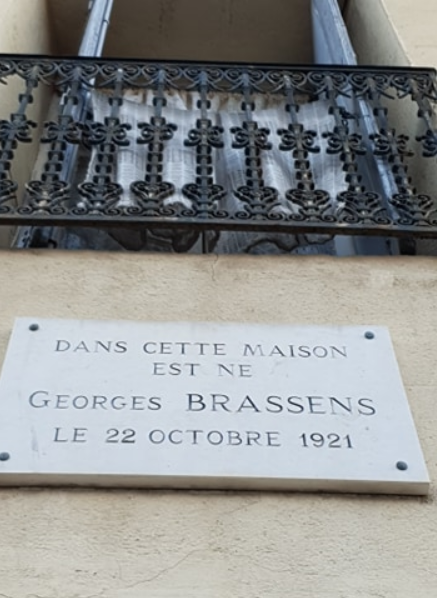 DANS CETTE MAISON
EST NE
GEORGES BRASSENS
LE 22 OCTOBRE 1921